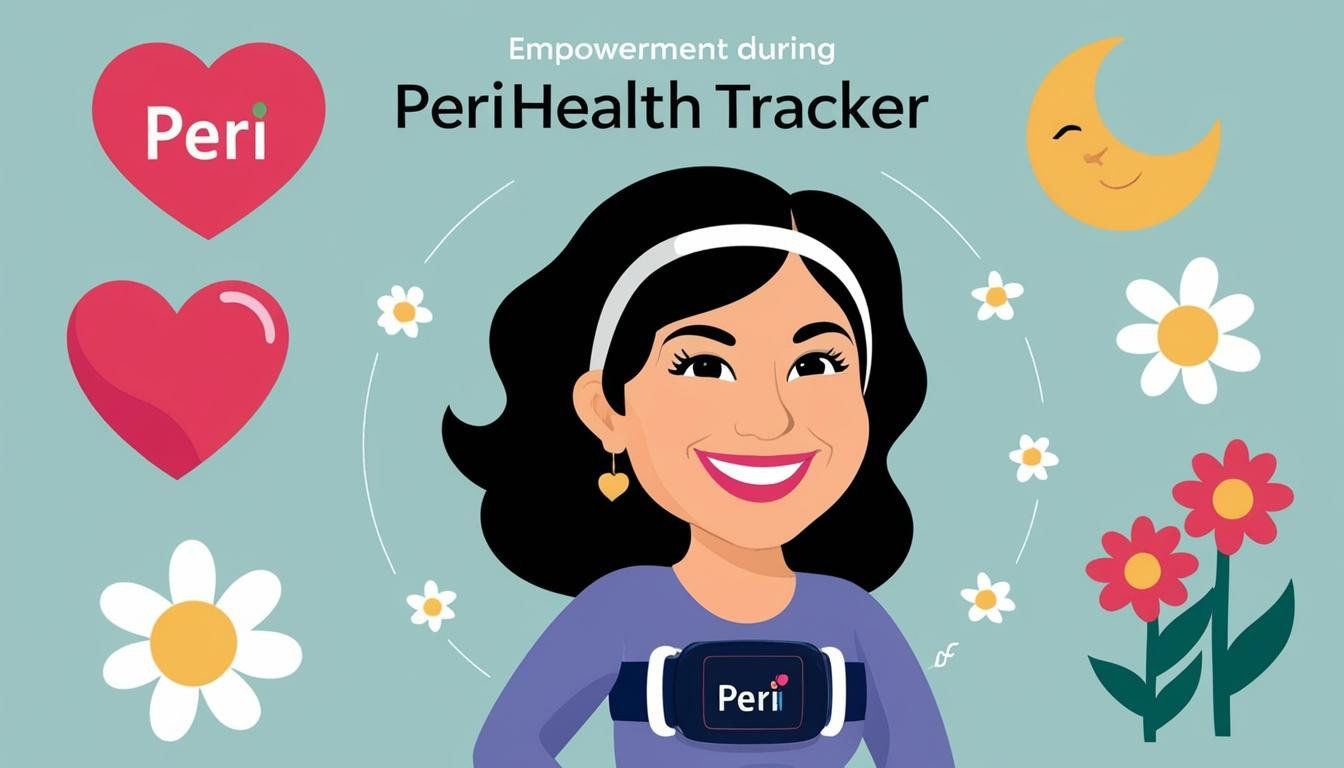 Empowerment during
PeriHealth Tracker
Peri
Peri